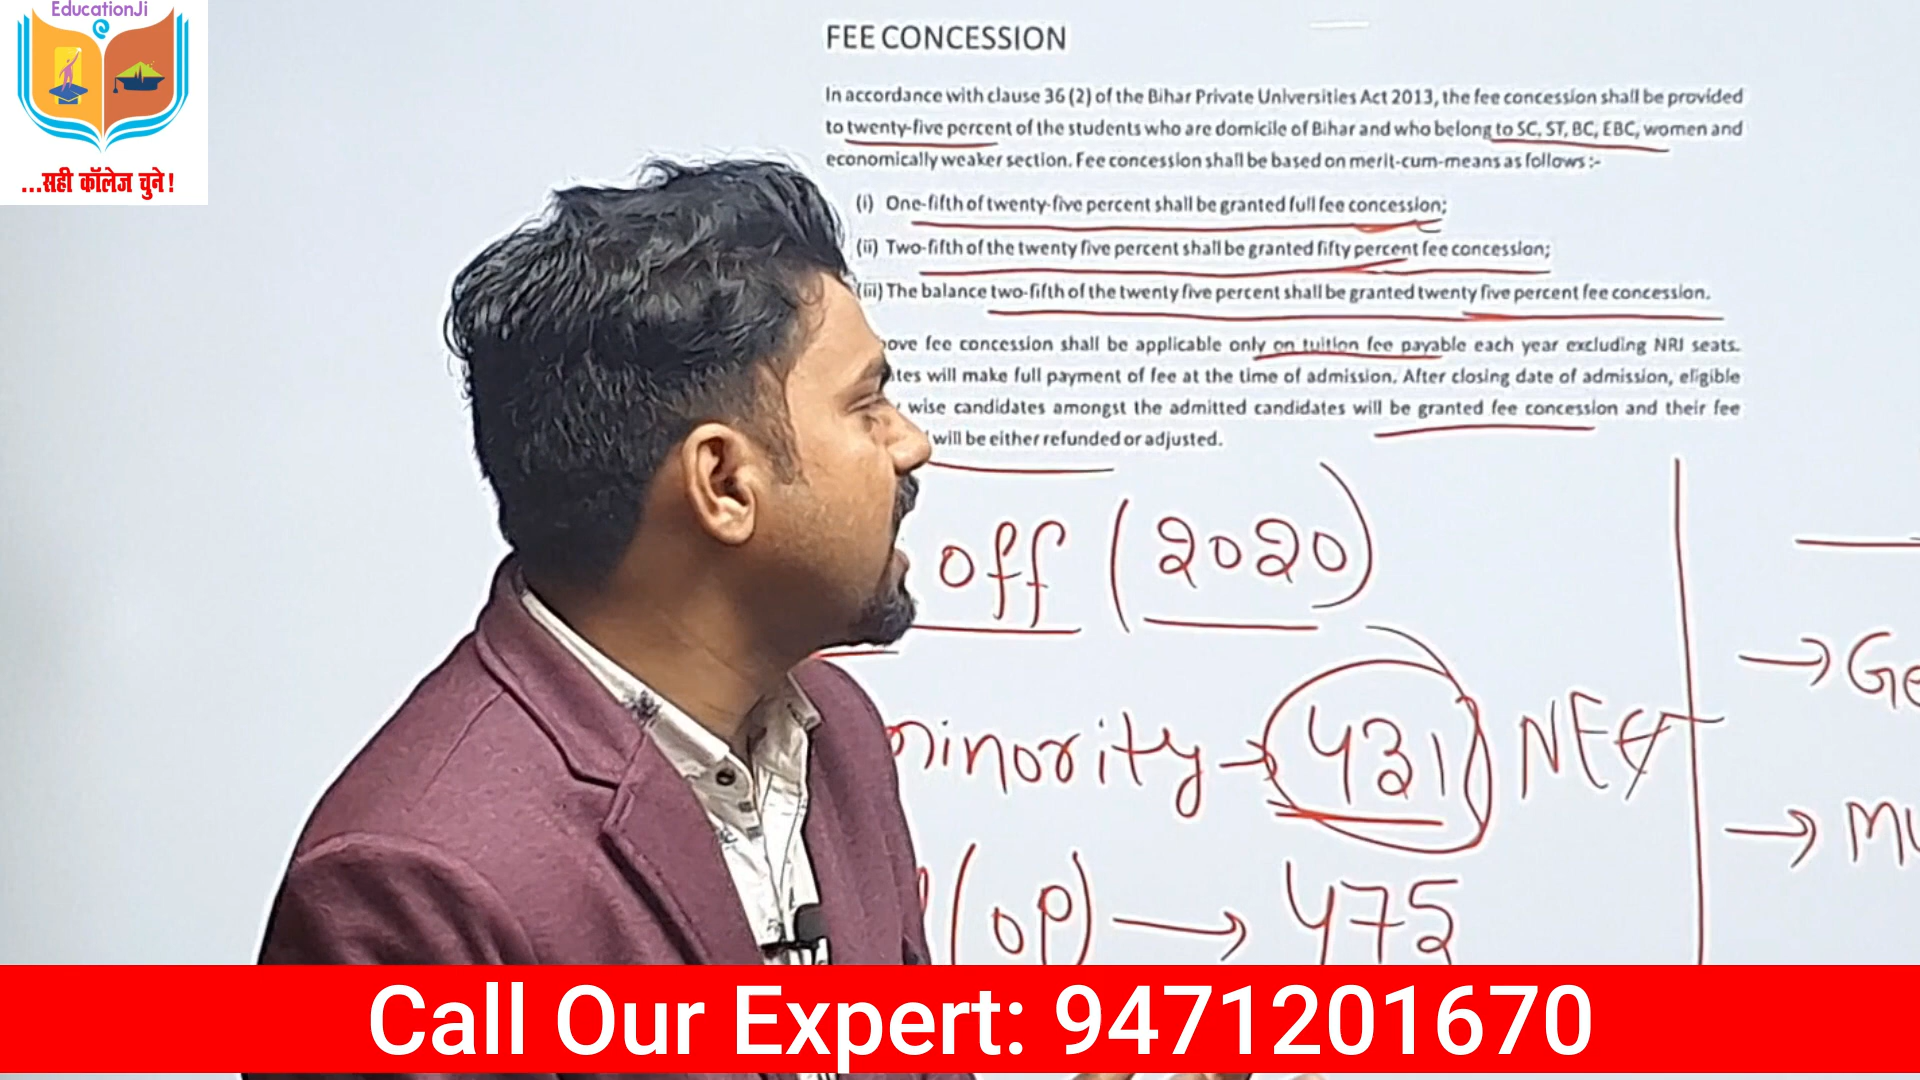 EducationJi
...सही कॉलेज चुने!
FEE CONCESSION
In accordance with clause 36 (2) of the Bihar Private Universities Act 2013, the fee concession shall be provided
to twenty-five percent of the students who are domicile of Bihar and who belong to SC, ST, BC, EBC, women and
economically weaker section. Fee concession shall be based on merit-cum-means as follows :-
(i) One-fifth of twenty-five percent shall be granted full fee concession;
(ii) Two-fifth of the twenty five percent shall be granted fifty percent fee concession;
(iii) The balance two-fifth of the twenty five percent shall be granted twenty five percent fee concession.
fee concession shall be applicable only on tuition fee payable each year excluding NRI seats.
will make full payment of fee at the time of admission. After closing date of admission, eligible
wise candidates amongst the admitted candidates will be granted fee concession and their fee
will be either refunded or adjusted.
off (2020)
minority → 431
(OP) → 475
Call Our Expert: 9471201670